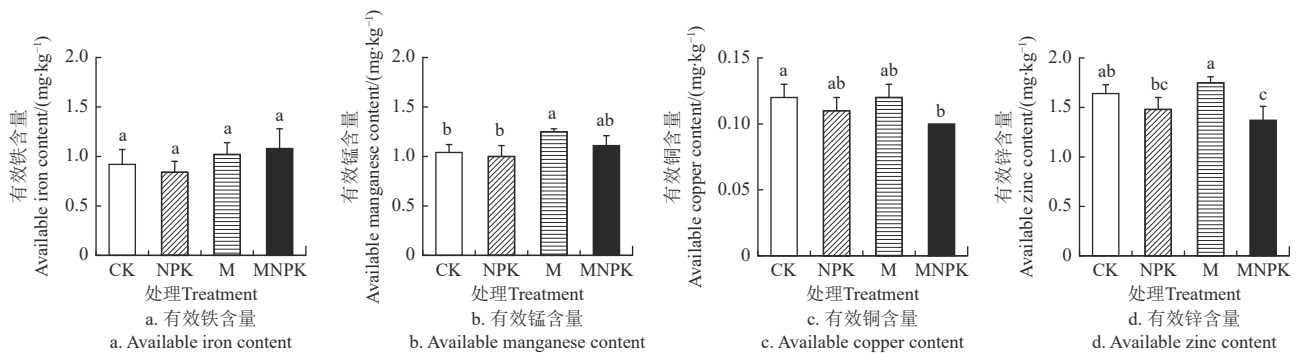 有效铁含量
Available iron content/(mg·kg⁻¹)
2.0
1.5
1.0
0.5
0
a
a
a
a
CK NPK M MNPK
处理Treatment
a. 有效铁含量
a. Available iron content
有效锰含量
Available manganese content/(mg·kg⁻¹)
2.0
1.5
1.0
0.5
0
b
b
a
ab
CK NPK M MNPK
处理Treatment
b. 有效锰含量
b. Available manganese content
有效铜含量
Available copper content/(mg·kg⁻¹)
0.15
0.10
0.05
0
a
ab
ab
b
CK NPK M MNPK
处理Treatment
c. 有效铜含量
c. Available copper content
有效锌含量
Available zinc content/(mg·kg⁻¹)
2.0
1.5
1.0
0.5
0
ab
bc
a
c
CK NPK M MNPK
处理Treatment
d. 有效锌含量
d. Available zinc content